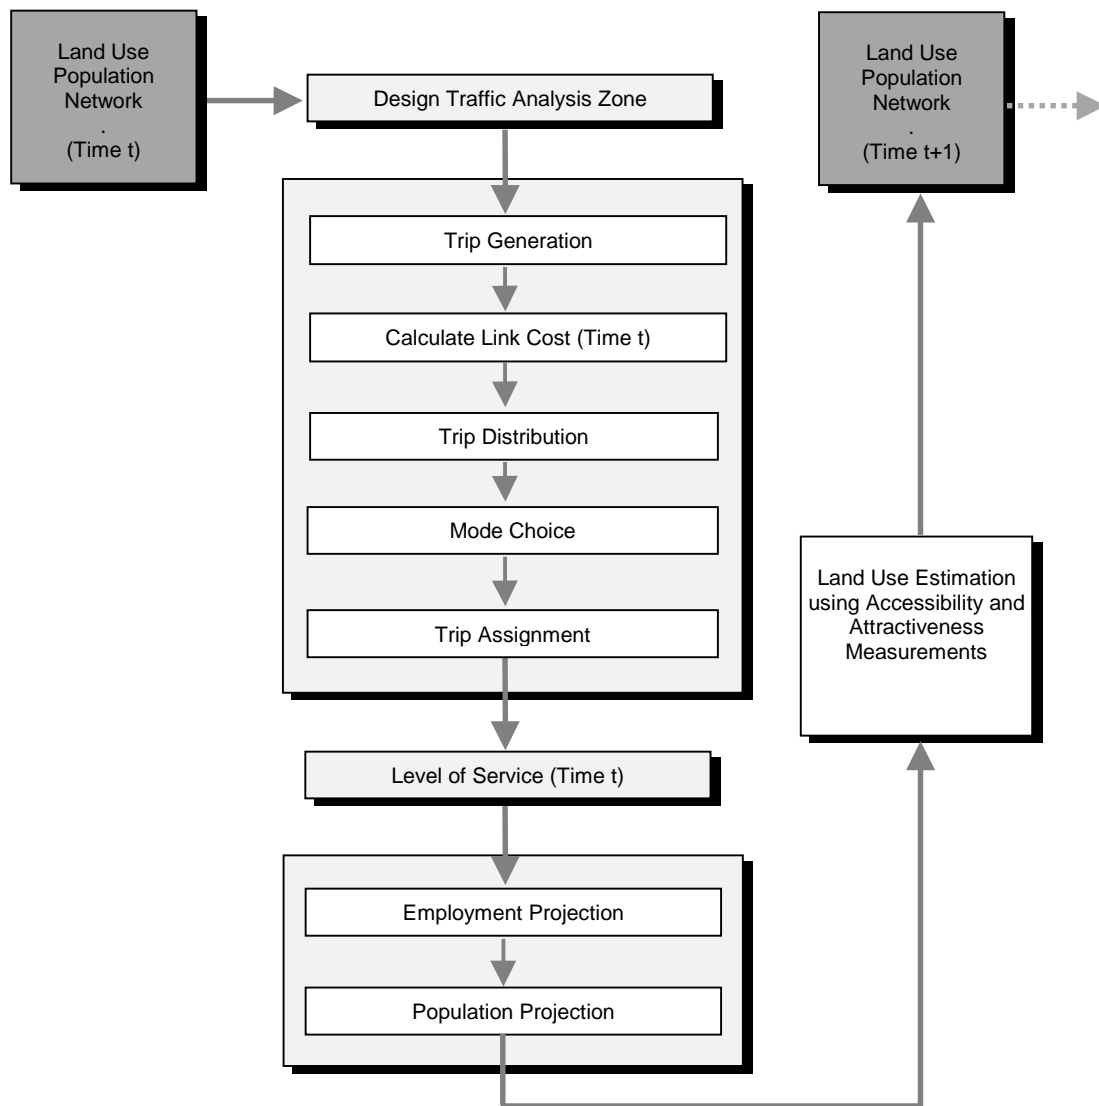 Land Use
Population
Network
.
(Time t)
Design Traffic Analysis Zone
Trip Generation
Calculate Link Cost (Time t)
Trip Distribution
Mode Choice
Trip Assignment
Level of Service (Time t)
Employment Projection
Population Projection
Land Use Estimation
using Accessibility and
Attractiveness
Measurements
Land Use
Population
Network
.
(Time t+1)